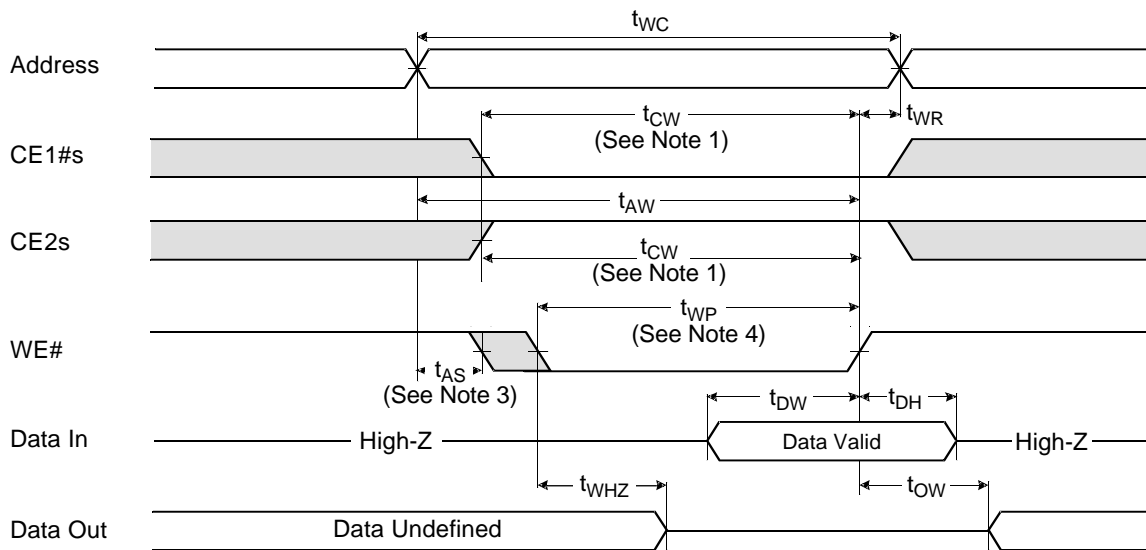 tWC
Address
tCW
(See Note 1)
tWR
CE1#s
tAW
CE2s
tCW
(See Note 1)
tWP
(See Note 4)
WE#
tAS
(See Note 3)
tDW
tDH
Data In
High-Z
Data Valid
High-Z
tWHZ
tOW
Data Out
Data Undefined